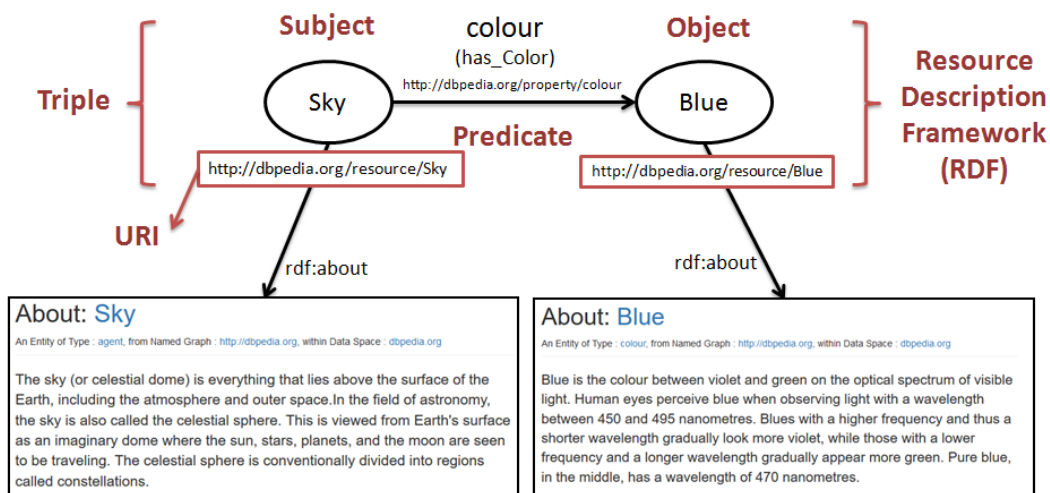 Subject
colour
Object
(has_Color)
http://dbpedia.org/property/colour
Triple
Sky
Blue
Resource
Description
Framework
(RDF)
Predicate
http://dbpedia.org/resource/Sky
http://dbpedia.org/resource/Blue
URI
rdf:about
rdf:about
About: Sky
An Entity of Type : agent, from Named Graph : http://dbpedia.org, within Data Space : dbpedia.org
The sky (or celestial dome) is everything that lies above the surface of the
Earth, including the atmosphere and outer space.In the field of astronomy,
the sky is also called the celestial sphere. This is viewed from Earth's surface
as an imaginary dome where the sun, stars, planets, and the moon are seen
to be traveling. The celestial sphere is conventionally divided into regions
called constellations.
About: Blue
An Entity of Type : colour, from Named Graph : http://dbpedia.org, within Data Space : dbpedia.org
Blue is the colour between violet and green on the optical spectrum of visible
light. Human eyes perceive blue when observing light with a wavelength
between 450 and 495 nanometres. Blues with a higher frequency and thus a
shorter wavelength gradually look more violet, while those with a lower
frequency and a longer wavelength gradually appear more green. Pure blue,
in the middle, has a wavelength of 470 nanometres.